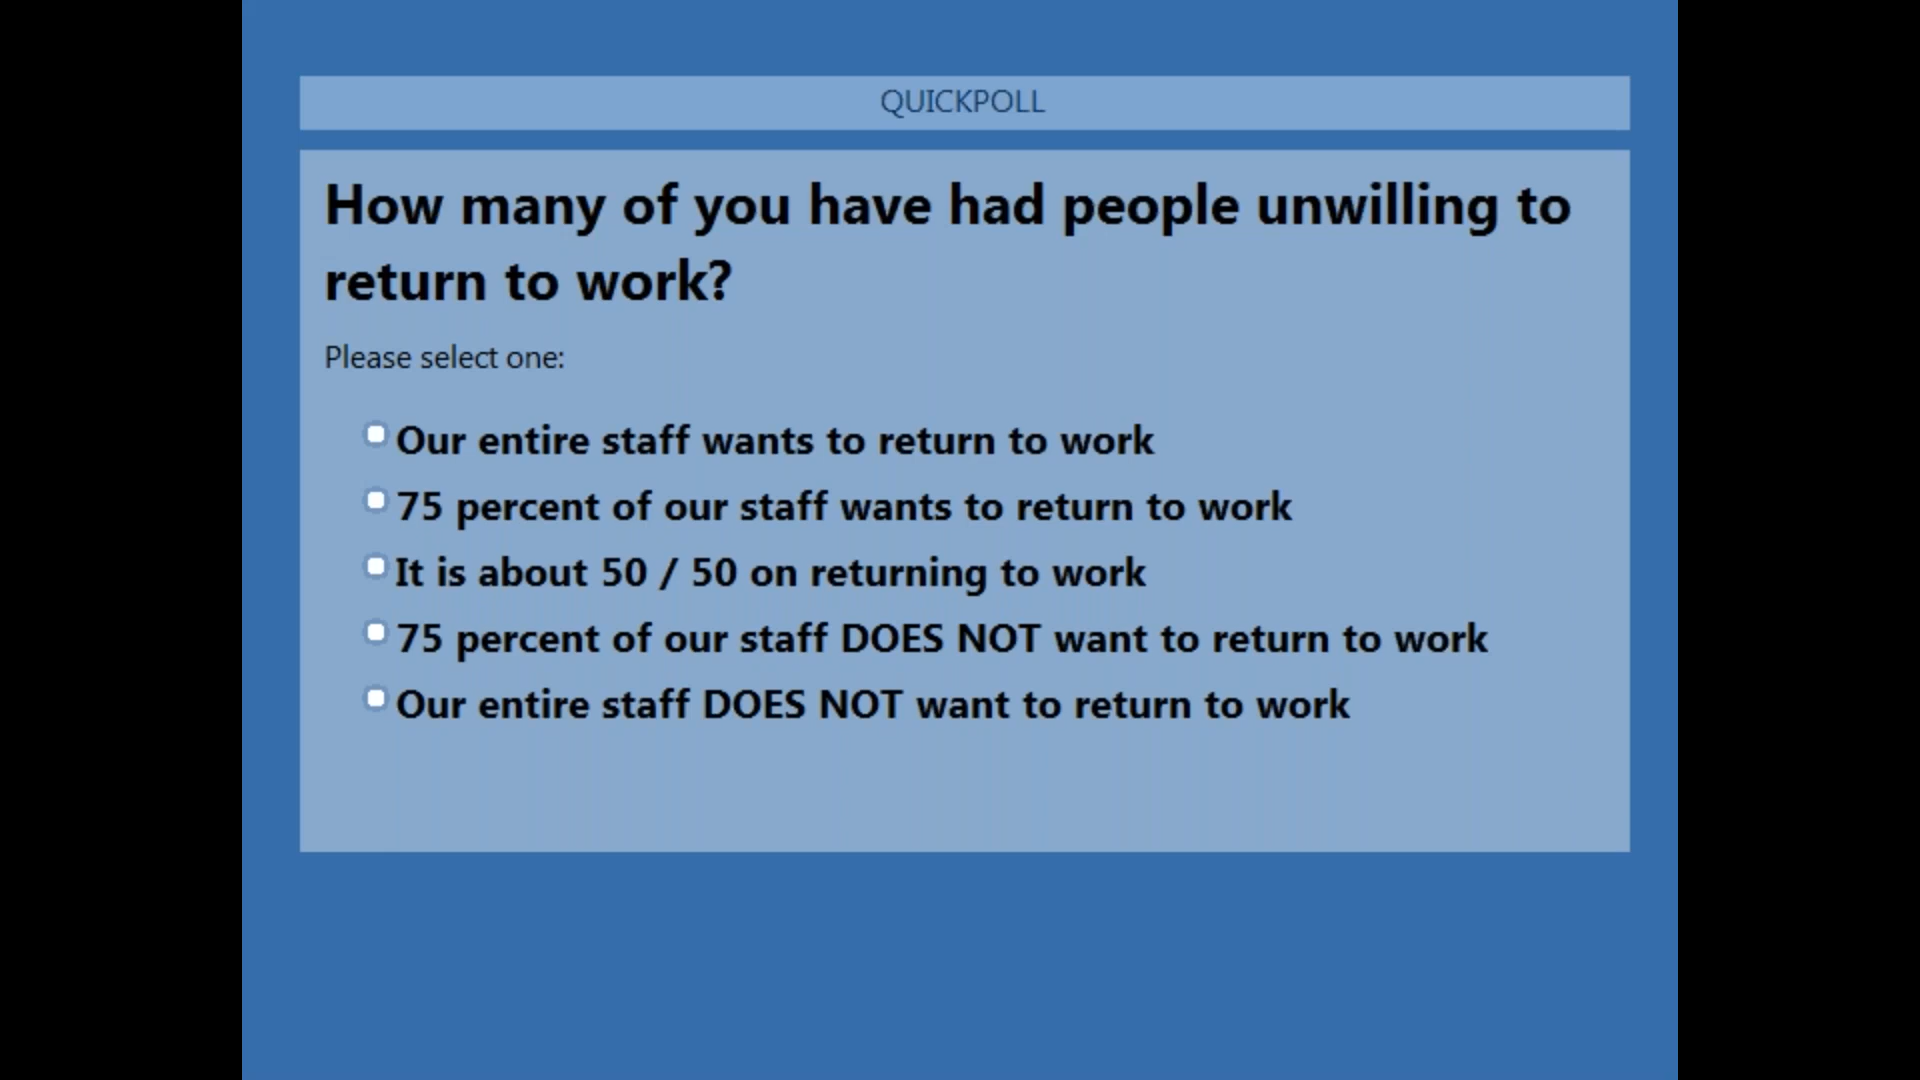 QUICKPOLL
How many of you have had people unwilling to
return to work?
Please select one:
Our entire staff wants to return to work
75 percent of our staff wants to return to work
It is about 50 / 50 on returning to work
75 percent of our staff DOES NOT want to return to work
Our entire staff DOES NOT want to return to work